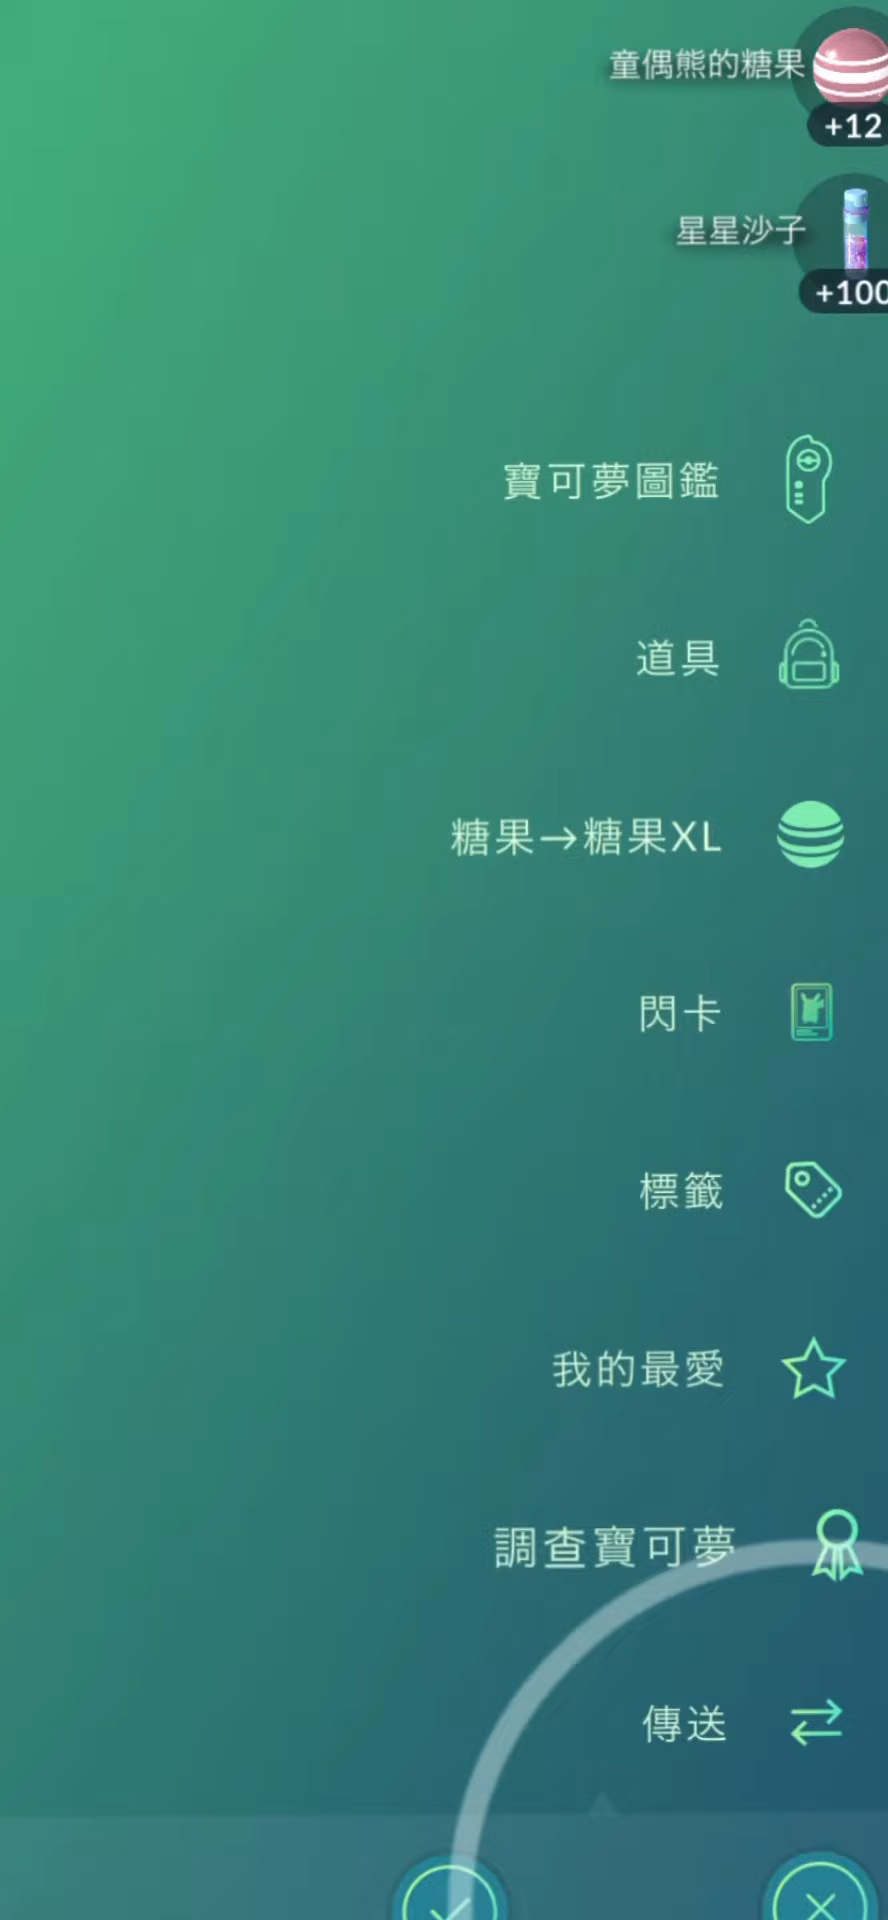 童偶熊的糖果
+12
星星沙子
+100
寶可夢圖鑑
道具
糖果→糖果XL
閃卡
標籤
我的最愛
調查寶可夢
傳送